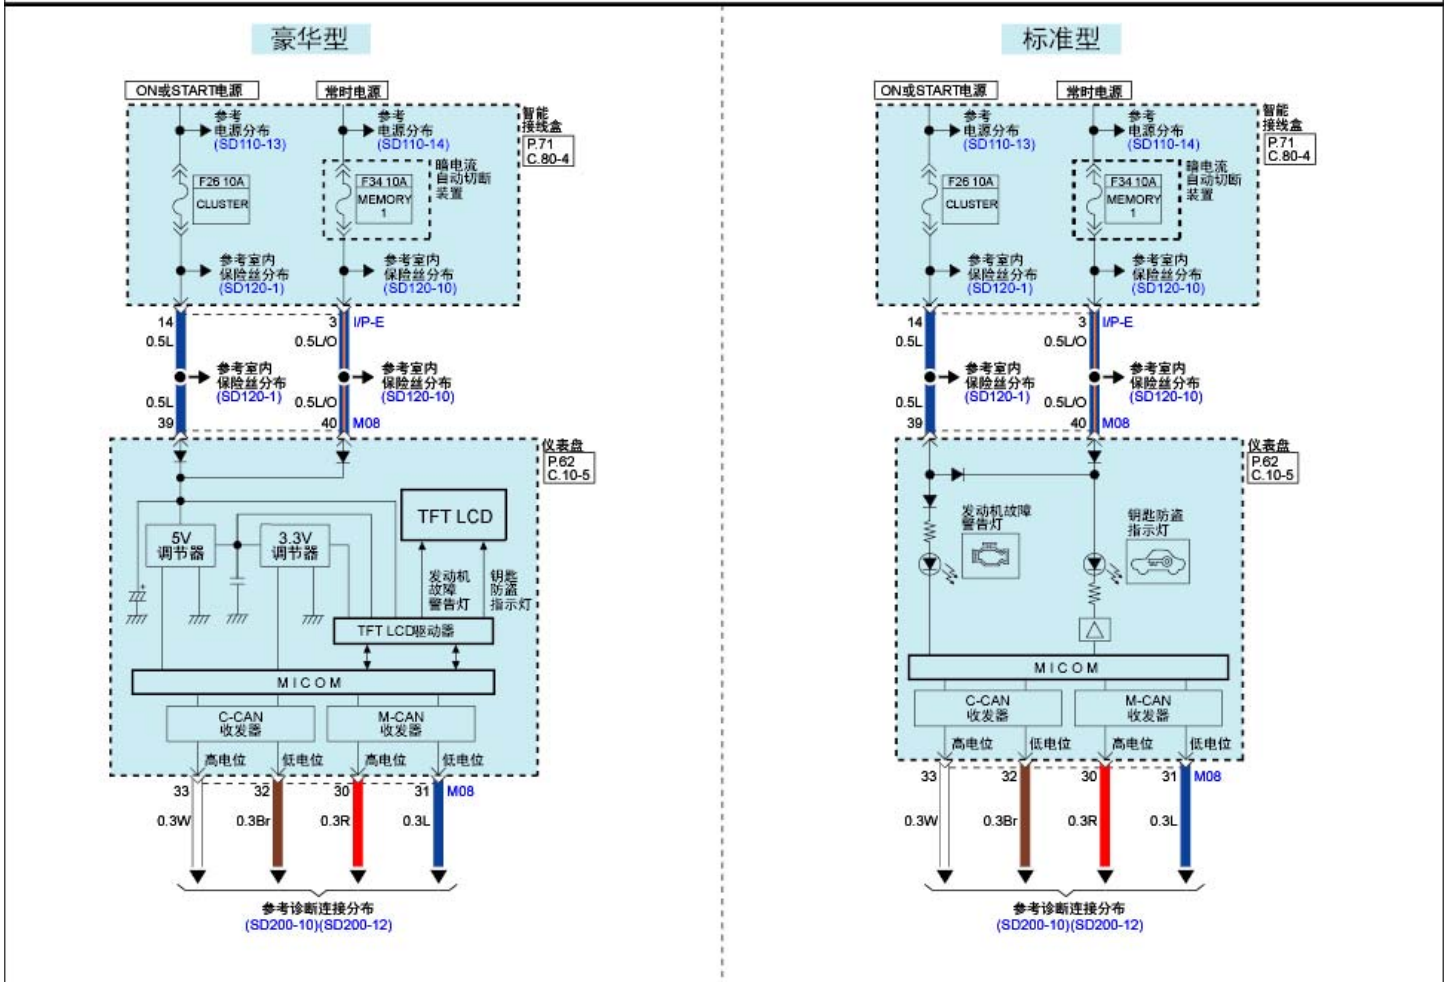 豪华型
ON或START电源
常时电源
参考
电源分布
(SD110-13)
参考
电源分布
(SD110-14)
智能
接线盒
P.71
C.80-4
F26 10A
CLUSTER
F34 10A
MEMORY
1
暗电流
自动切断
装置
参考室内
保险丝分布
(SD120-1)
参考室内
保险丝分布
(SD120-10)
14
3
I/P-E
0.5L
0.5L/O
参考室内
保险丝分布
(SD120-1)
参考室内
保险丝分布
(SD120-10)
0.5L
0.5L/O
39
40
M08
仪表盘
P.62
C.10-5
TFT LCD
5V
调节器
3.3V
调节器
发动机
故障
警告灯
钥匙
防盗
指示灯
+
TFT LCD驱动器
MICOM
C-CAN
收发器
M-CAN
收发器
高电位
低电位
高电位
低电位
33
32
30
31
M08
0.3W
0.3Br
0.3R
0.3L
参考诊断连接分布
(SD200-10)(SD200-12)
标准型
ON或START电源
常时电源
参考
电源分布
(SD110-13)
参考
电源分布
(SD110-14)
智能
接线盒
P.71
C.80-4
F26 10A
CLUSTER
F34 10A
MEMORY
1
暗电流
自动切断
装置
参考室内
保险丝分布
(SD120-1)
参考室内
保险丝分布
(SD120-10)
14
3
I/P-E
0.5L
0.5L/O
参考室内
保险丝分布
(SD120-1)
参考室内
保险丝分布
(SD120-10)
0.5L
0.5L/O
39
40
M08
仪表盘
P.62
C.10-5
发动机故障
警告灯
钥匙防盗
指示灯
MICOM
C-CAN
收发器
M-CAN
收发器
高电位
低电位
高电位
低电位
33
32
30
31
M08
0.3W
0.3Br
0.3R
0.3L
参考诊断连接分布
(SD200-10)(SD200-12)